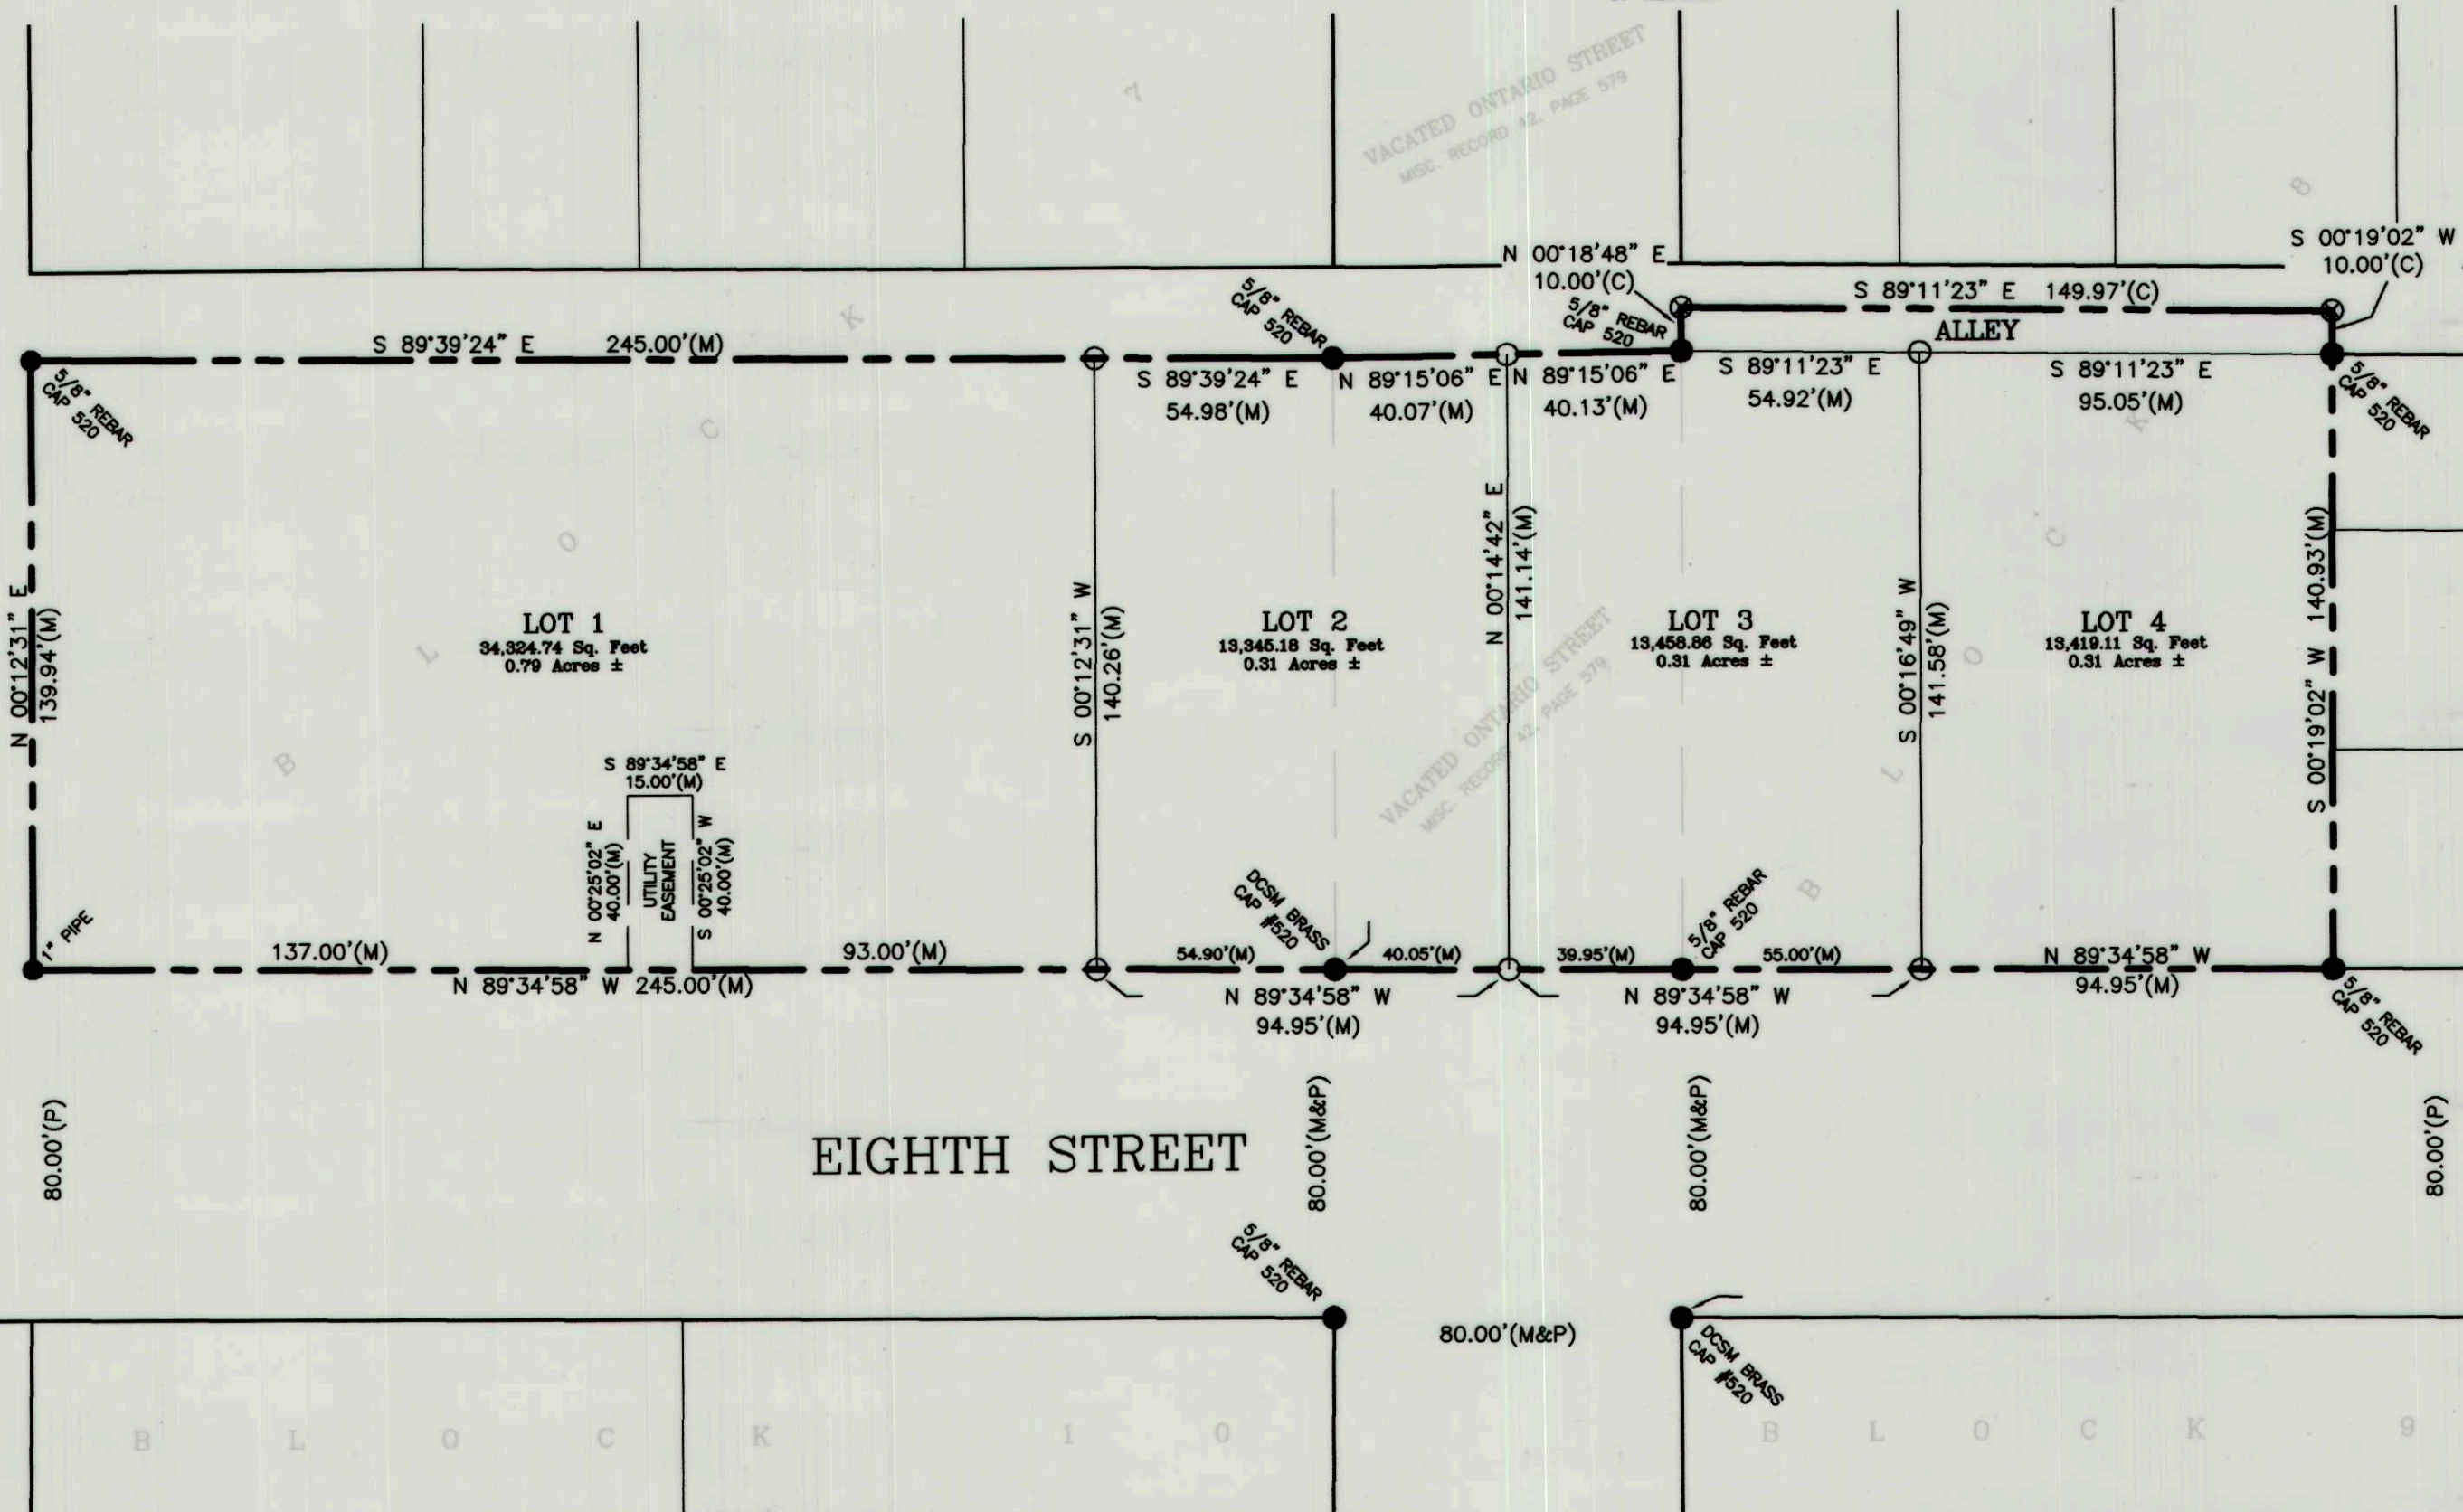 7
VACATED ONTARIO STREET
MISC. RECORD 42, PAGE 579
8
N 00°18'48" E
10.00'(C)
S 00°19'02" W
10.00'(C)
5/8" REBAR
CAP 520
5/8" REBAR
CAP 520
S 89°11'23" E 149.97'(C)
ALLEY
S 89°39'24" E 245.00'(M)
K
C
O
L
B
5/8" REBAR
CAP 520
S 89°39'24" E
54.98'(M)
N 89°15'06" E
40.07'(M)
N 89°15'06" E
40.13'(M)
S 89°11'23" E
54.92'(M)
S 89°11'23" E
95.05'(M)
5/8" REBAR
CAP 520
K
C
O
L
B
N 00°12'31" E
139.94'(M)
LOT 1
34,324.74 Sq. Feet
0.79 Acres ±
S 00°12'31" W
140.26'(M)
LOT 2
13,345.18 Sq. Feet
0.31 Acres ±
N 00°14'42" E
141.14'(M)
VACATED ONTARIO STREET
MISC. RECORD 42, PAGE 579
LOT 3
13,458.86 Sq. Feet
0.31 Acres ±
S 00°16'49" W
141.58'(M)
LOT 4
13,419.11 Sq. Feet
0.31 Acres ±
S 00°19'02" W 140.93'(M)
S 89°34'58" E
15.00'(M)
N 00°25'02" E
40.00'(M)
UTILITY
EASEMENT
S 00°25'02" W
40.00'(M)
1" PIPE
137.00'(M)
93.00'(M)
N 89°34'58" W 245.00'(M)
DCSM BRASS
CAP #520
54.90'(M)
40.05'(M)
N 89°34'58" W
94.95'(M)
39.95'(M)
5/8" REBAR
CAP 520
55.00'(M)
N 89°34'58" W
94.95'(M)
N 89°34'58" W
94.95'(M)
5/8" REBAR
CAP 520
80.00'(P)
EIGHTH STREET
80.00'(M&P)
80.00'(M&P)
80.00'(P)
5/8" REBAR
CAP 520
80.00'(M&P)
DCSM BRASS
CAP #520
B L O C K 1 0
B L O C K 9